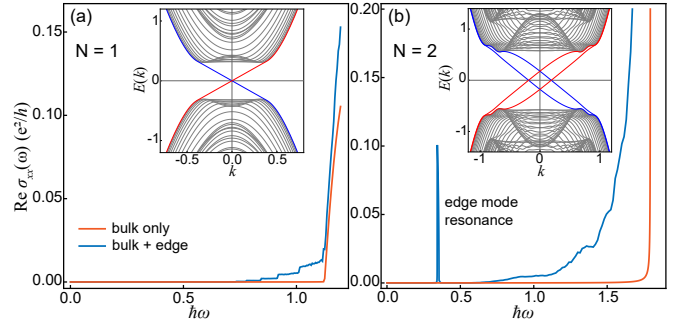 (a)
N = 1
E(k)
1
0
-1
-0.5
0.0
0.5
k
Re σxx(ω) (e²/h)
0.15
0.10
0.05
0.00
bulk only
bulk + edge
0.0
0.5
1.0
ħω
(b)
N = 2
E(k)
1
0
-1
-1
0
1
k
0.20
0.15
0.10
0.05
0.00
edge mode
resonance
0.0
0.5
1.0
1.5
ħω